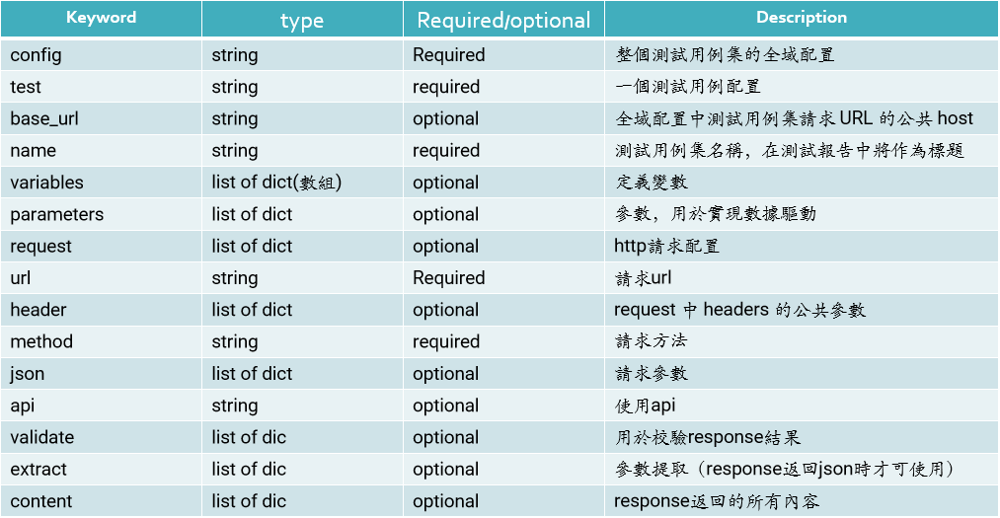 Keyword type Required/optional Description
config string Required 整個測試用例集的全域配置
test string required 一個測試用例配置
base_url string optional 全域配置中測試用例集請求 URL 的公共 host
name string required 測試用例集名稱，在測試報告中將作為標題
variables list of dict(數組) optional 定義變數
parameters list of dict optional 參數，用於實現數據驅動
request list of dict optional http請求配置
url string Required 請求url
header list of dict optional request 中 headers 的公共參數
method string required 請求方法
json list of dict optional 請求參數
api string optional 使用api
validate list of dic optional 用於校驗response結果
extract list of dic optional 參數提取（response返回json時才可使用）
content list of dic optional response返回的所有內容